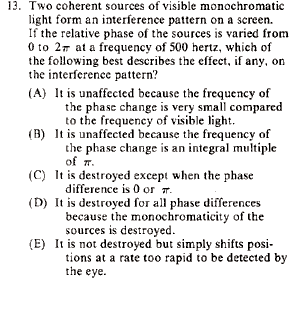 13. Two coherent sources of visible monochromatic
light form an interference pattern on a screen.
If the relative phase of the sources is varied from
0 to 2π at a frequency of 500 hertz, which of
the following best describes the effect, if any, on
the interference pattern?
(A) It is unaffected because the frequency of
the phase change is very small compared
to the frequency of visible light.
(B) It is unaffected because the frequency of
the phase change is an integral multiple
of π.
(C) It is destroyed except when the phase
difference is 0 or π.
(D) It is destroyed for all phase differences
because the monochromaticity of the
sources is destroyed.
(E) It is not destroyed but simply shifts posi-
tions at a rate too rapid to be detected by
the eye.